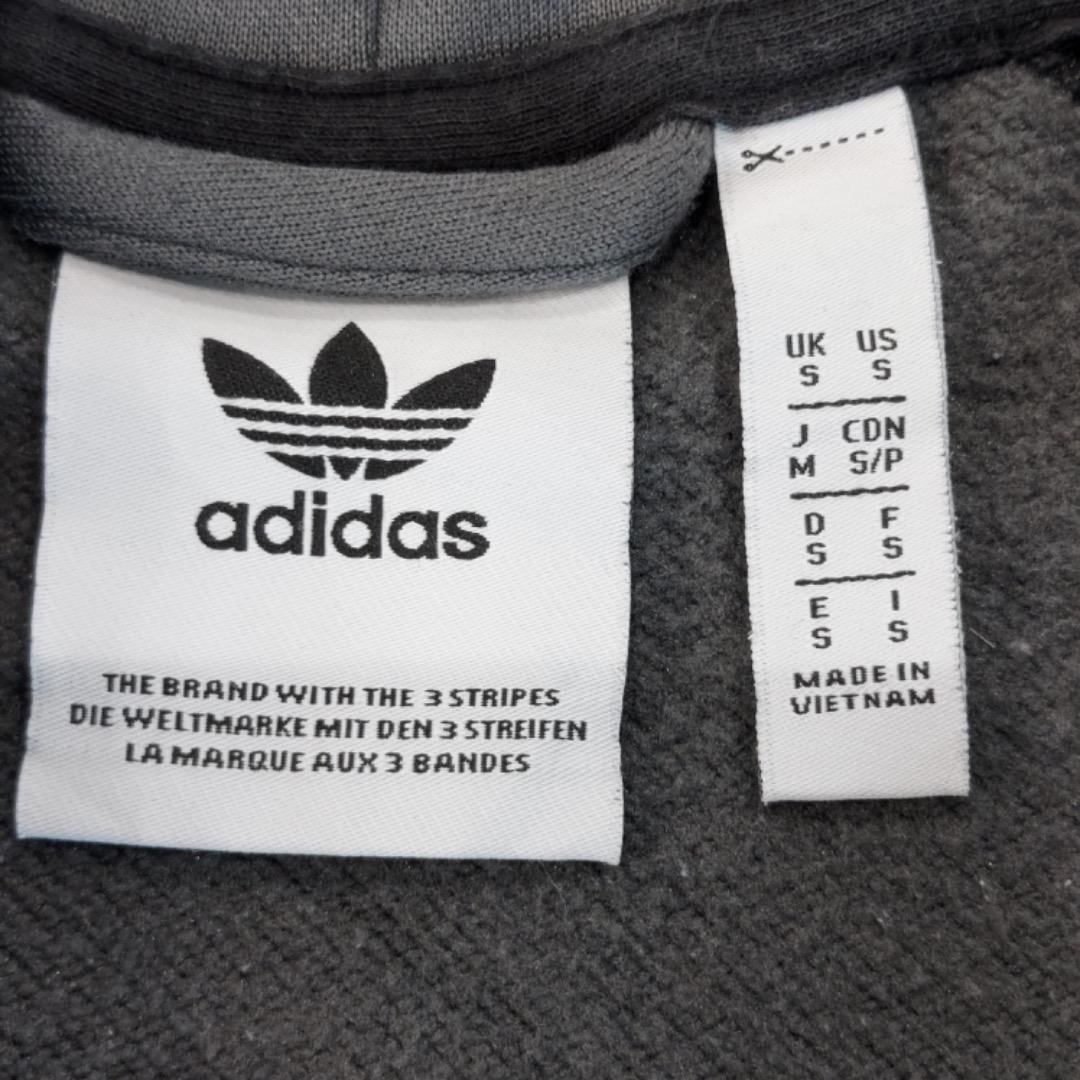 adidas
THE BRAND WITH THE 3 STRIPES
DIE WELTMARKE MIT DEN 3 STREIFEN
LA MARQUE AUX 3 BANDES
UK US
S S
J CDN
M S/P
D F
S S
E I
S S
MADE IN
VIETNAM